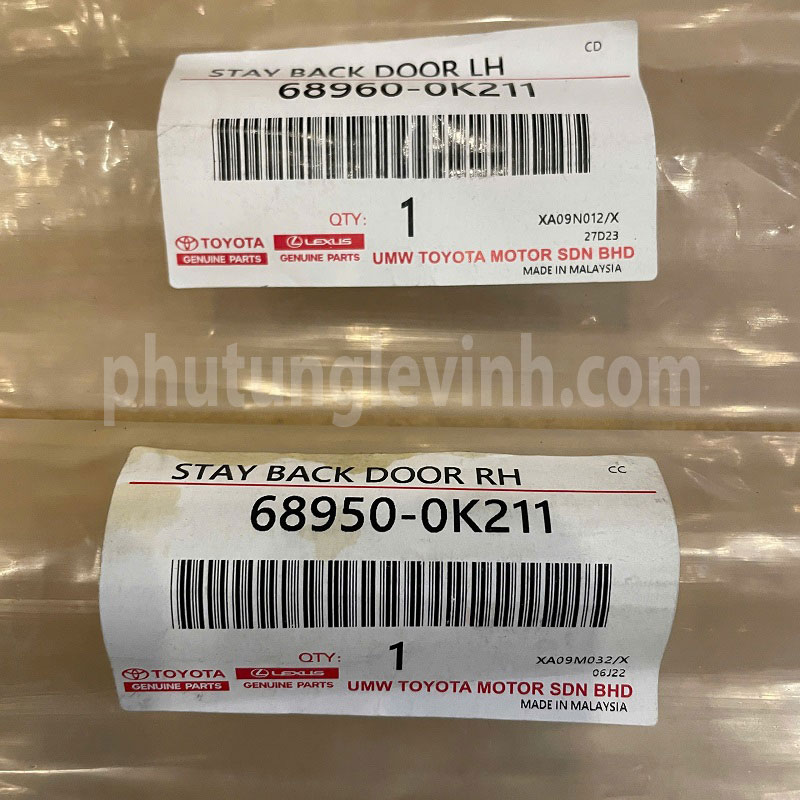 CD
STAY BACK DOOR LH
68960-0K211
QTY: 1
XA09N012/X
27D23
TOYOTA
GENUINE PARTS
LEXUS
GENUINE PARTS
UMW TOYOTA MOTOR SDN BHD
MADE IN MALAYSIA
phutunglevinh.com
STAY BACK DOOR RH
CC
68950-0K211
QTY: 1
XA09M032/X
06J22
TOYOTA
GENUINE PARTS
LEXUS
GENUINE PARTS
UMW TOYOTA MOTOR SDN BHD
MADE IN MALAYSIA